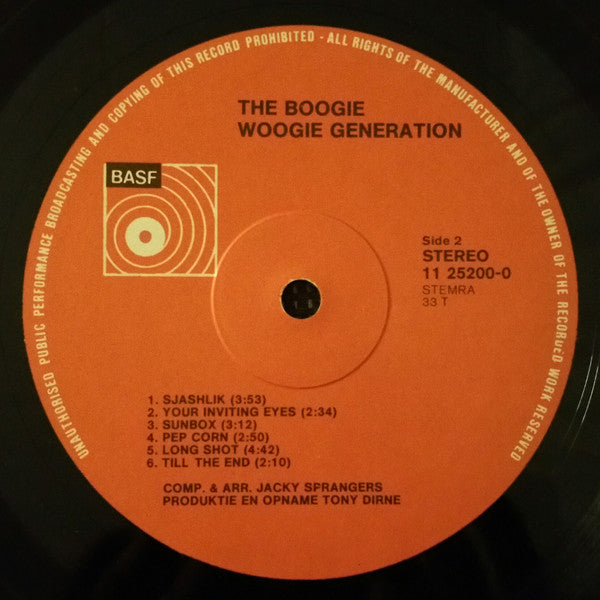 UNAUTHORISED PUBLIC PERFORMANCE BROADCASTING AND COPYING OF THIS RECORD PROHIBITED - ALL RIGHTS OF THE MANUFACTURER AND OF THE OWNER OF THE RECORUED WORK RESERVED
THE BOOGIE
WOOGIE GENERATION
BASF
Side 2
STEREO
11 25200-0
STEMRA
33 T
1. SJASHLIK (3:53)
2. YOUR INVITING EYES (2:34)
3. SUNBOX (3:12)
4. PEP CORN (2:50)
5. LONG SHOT (4:42)
6. TILL THE END (2:10)
COMP. & ARR. JACKY SPRANGERS
PRODUKTIE EN OPNAME TONY DIRNE